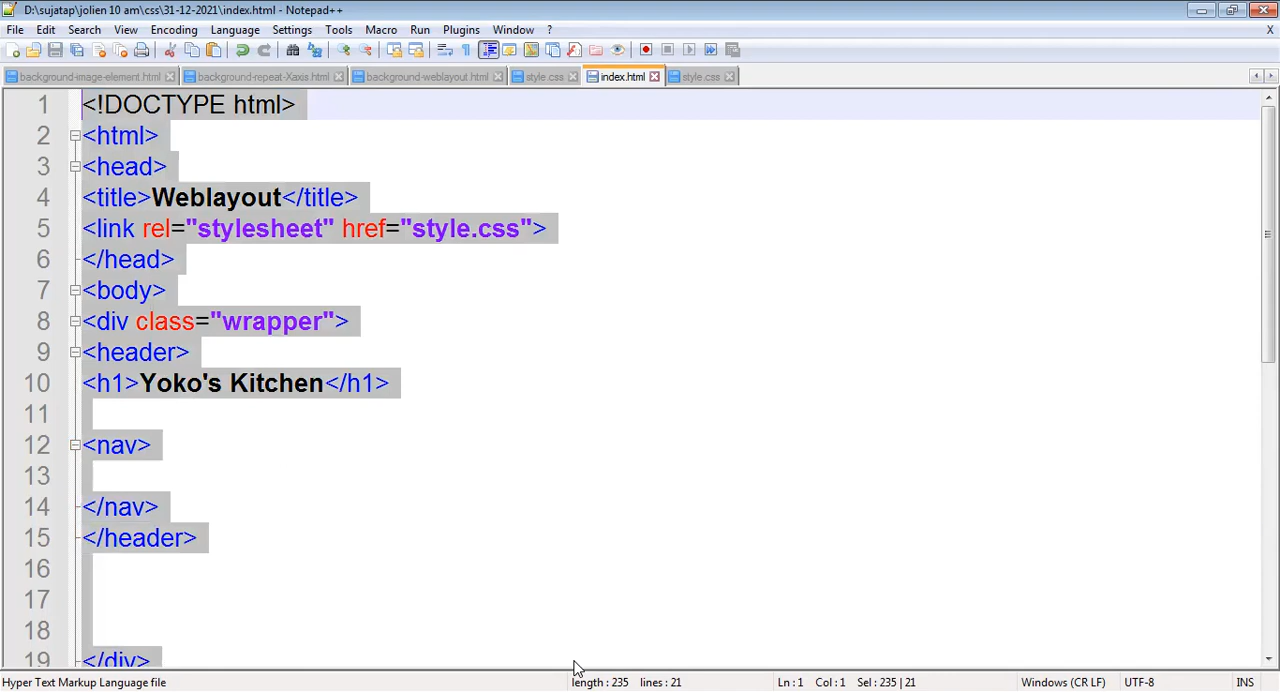 D:\sujatap\jolien 10 am\css\31-12-2021\index.html - Notepad++
File Edit Search View Encoding Language Settings Tools Macro Run Plugins Window ? X
background-image-element.html background-repeat-Xaxis.html background-weblayout.html style.css index.html style.css
1 <!DOCTYPE html>
2 <html>
3 <head>
4 <title>Weblayout</title>
5 <link rel="stylesheet" href="style.css">
6 </head>
7 <body>
8 <div class="wrapper">
9 <header>
10 <h1>Yoko's Kitchen</h1>
11
12 <nav>
13
14 </nav>
15 </header>
16
17
18
19 </div>
Hyper Text Markup Language file length : 235 lines : 21 Ln : 1 Col : 1 Sel : 235 | 21 Windows (CR LF) UTF-8 INS